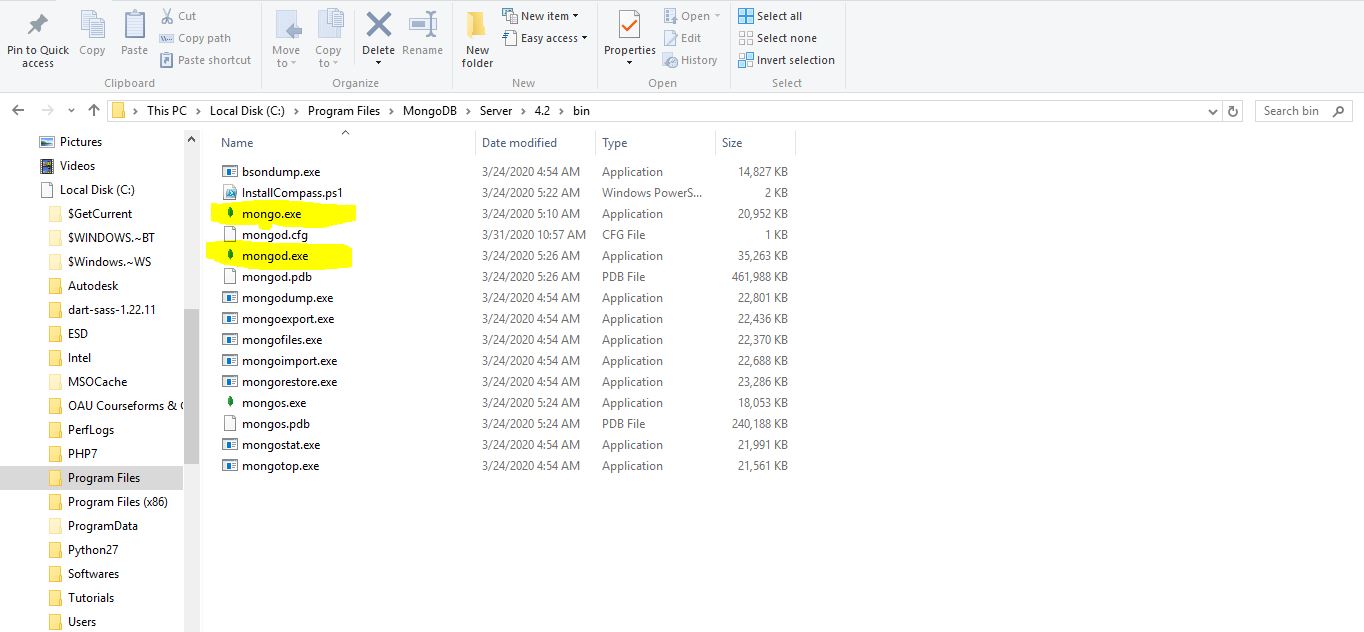 Pin to Quick access
Copy
Paste
Cut
Copy path
Paste shortcut
Clipboard
Move to
Copy to
Delete
Rename
Organize
New folder
New item
Easy access
New
Properties
Open
Edit
History
Open
Select all
Select none
Invert selection
Select
This PC > Local Disk (C:) > Program Files > MongoDB > Server > 4.2 > bin
Search bin
Pictures
Videos
Local Disk (C:)
$GetCurrent
$WINDOWS.~BT
$Windows.~WS
Autodesk
dart-sass-1.22.11
ESD
Intel
MSOCache
OAU Courseforms &
PerfLogs
PHP7
Program Files
Program Files (x86)
ProgramData
Python27
Softwares
Tutorials
Users
Name Date modified Type Size
bsondump.exe 3/24/2020 4:54 AM Application 14,827 KB
InstallCompass.ps1 3/24/2020 5:22 AM Windows PowerS... 2 KB
mongo.exe 3/24/2020 5:10 AM Application 20,952 KB
mongod.cfg 3/31/2020 10:57 AM CFG File 1 KB
mongod.exe 3/24/2020 5:26 AM Application 35,263 KB
mongod.pdb 3/24/2020 5:26 AM PDB File 461,988 KB
mongodump.exe 3/24/2020 4:54 AM Application 22,801 KB
mongoexport.exe 3/24/2020 4:54 AM Application 22,436 KB
mongofiles.exe 3/24/2020 4:54 AM Application 22,370 KB
mongoimport.exe 3/24/2020 4:54 AM Application 22,688 KB
mongorestore.exe 3/24/2020 4:54 AM Application 23,286 KB
mongos.exe 3/24/2020 5:24 AM Application 18,053 KB
mongos.pdb 3/24/2020 5:24 AM PDB File 240,188 KB
mongostat.exe 3/24/2020 4:54 AM Application 21,991 KB
mongotop.exe 3/24/2020 4:54 AM Application 21,561 KB